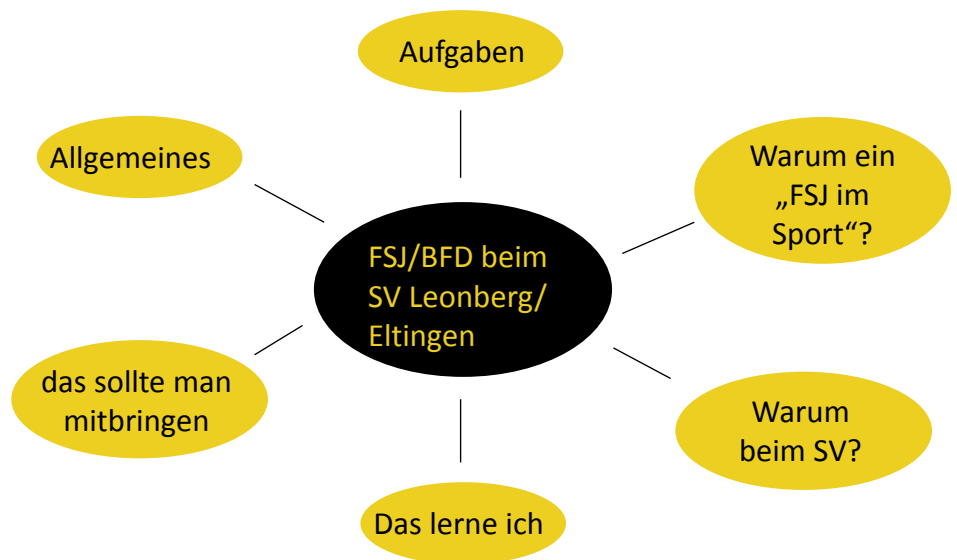 Aufgaben
Allgemeines
Warum ein
„FSJ im
Sport“?
FSJ/BFD beim
SV Leonberg/
Eltingen
das sollte man
mitbringen
Warum
beim SV?
Das lerne ich